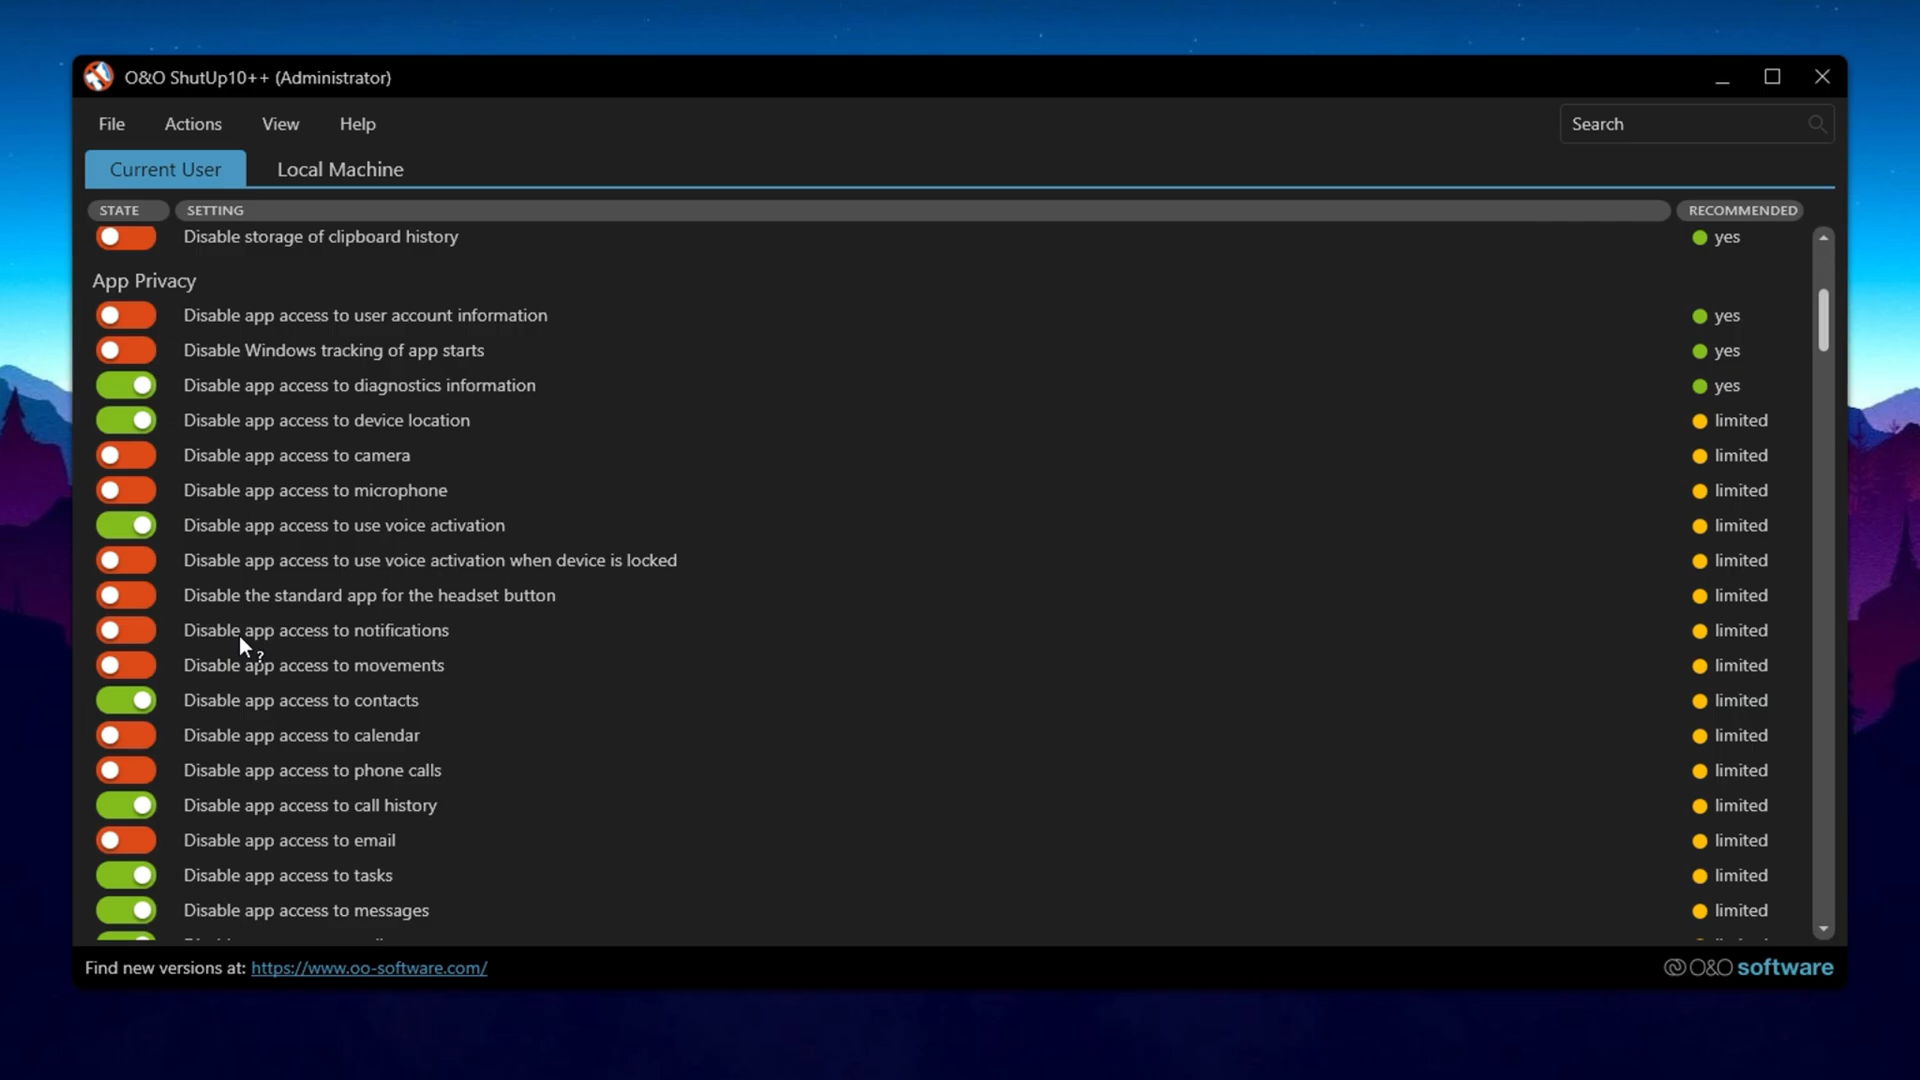 O&O ShutUp10++ (Administrator)
File Actions View Help Search
Current User Local Machine
STATE SETTING RECOMMENDED
Disable storage of clipboard history yes
App Privacy
Disable app access to user account information yes
Disable Windows tracking of app starts yes
Disable app access to diagnostics information yes
Disable app access to device location limited
Disable app access to camera limited
Disable app access to microphone limited
Disable app access to use voice activation limited
Disable app access to use voice activation when device is locked limited
Disable the standard app for the headset button limited
Disable app access to notifications limited
Disable app access to movements limited
Disable app access to contacts limited
Disable app access to calendar limited
Disable app access to phone calls limited
Disable app access to call history limited
Disable app access to email limited
Disable app access to tasks limited
Disable app access to messages limited
Find new versions at: https://www.oo-software.com/ O&O software